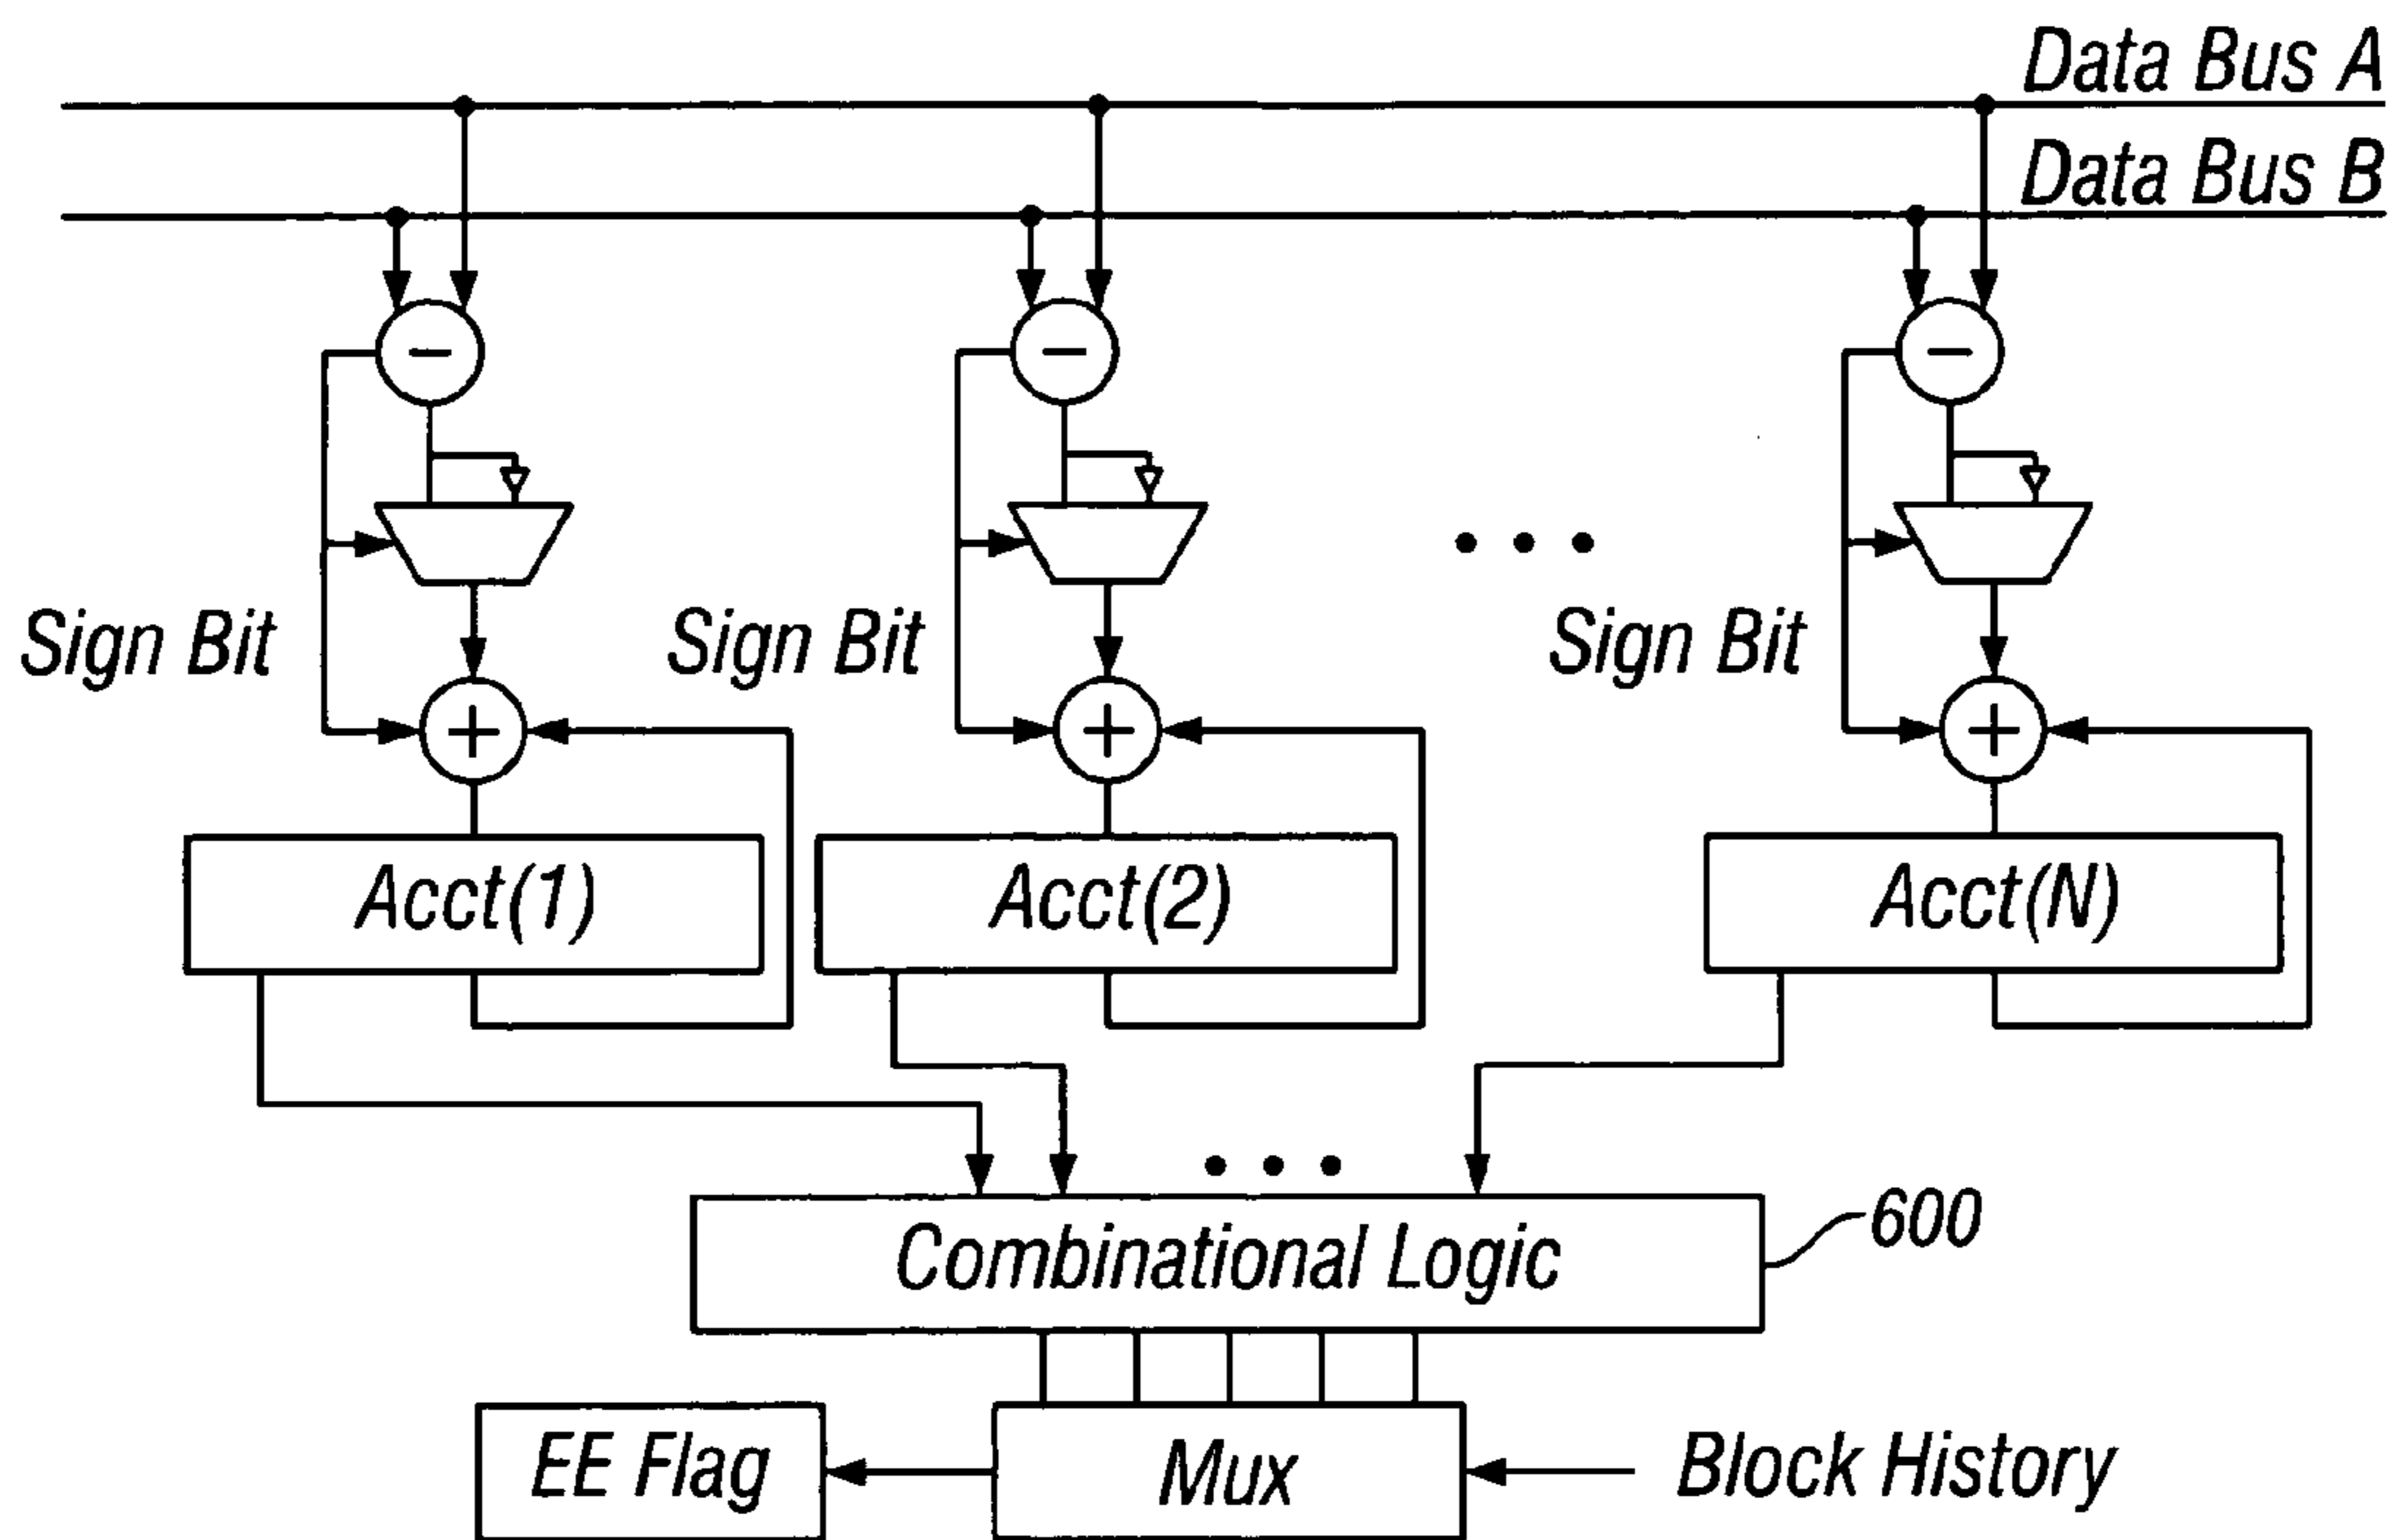 Data Bus A
Data Bus B
Sign Bit
Sign Bit
Sign Bit
Acct(1)
Acct(2)
Acct(N)
Combinational Logic
600
EE Flag
Mux
Block History